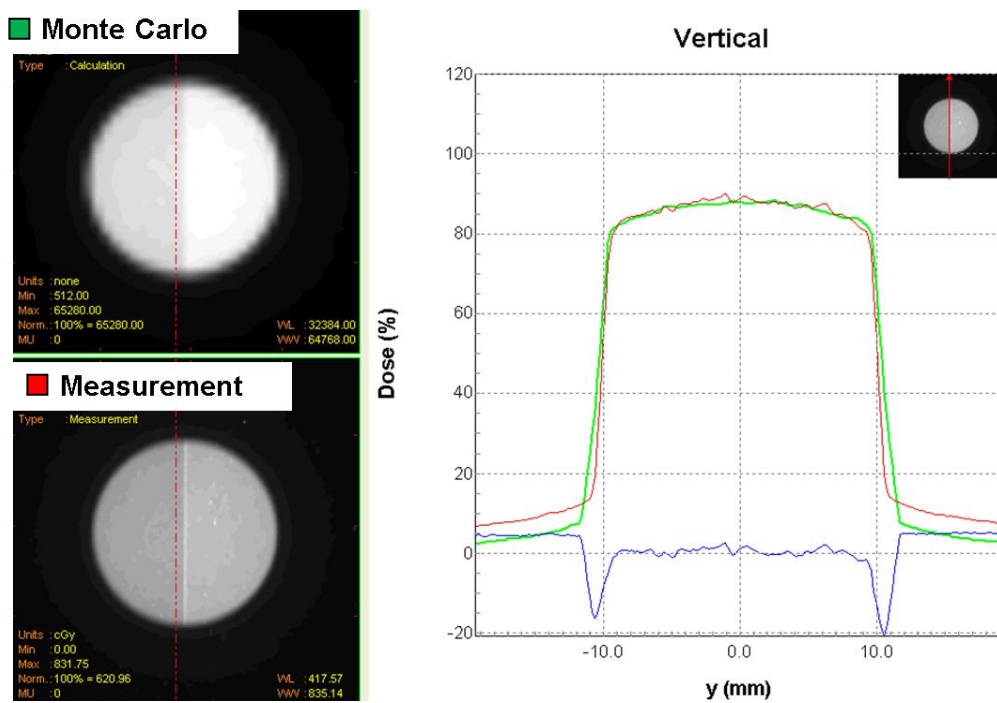 Monte Carlo
Type :Calculation
Units :none
Min :512.00
Max :65280.00
Norm.:100% = 65280.00
MU :0
WL :32384.00
WW :64768.00
Measurement
Type :Measurement
Units :cGy
Min :0.00
Max :831.75
Norm.:100% = 620.96
MU :0
WL :417.57
WW :835.14
Vertical
120
100
80
60
40
20
0
-20
Dose (%)
-10.0 0.0 10.0
y (mm)